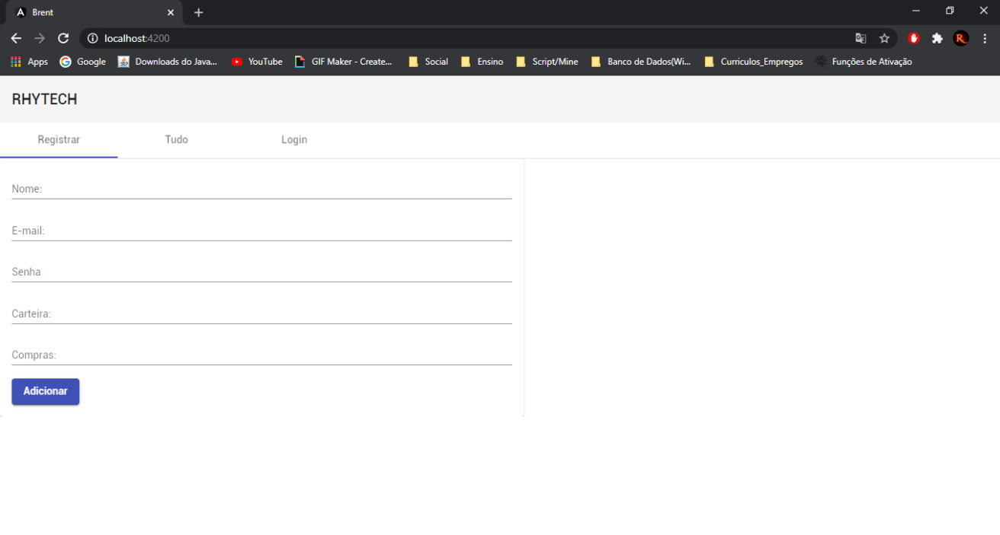 Brent
localhost:4200
Apps Google Downloads do Java... YouTube GIF Maker - Create... Social Ensino Script/Mine Banco de Dados(Wi... Curriculos_Empregos Funções de Ativação
RHYTECH
Registrar Tudo Login
Nome:
E-mail:
Senha
Carteira:
Compras:
Adicionar